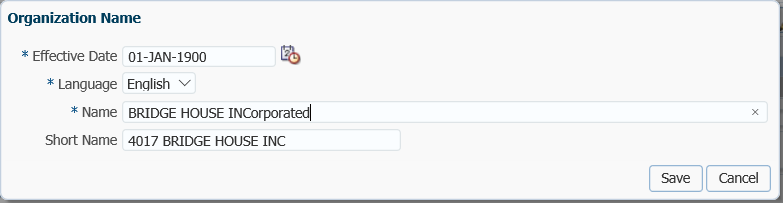 Organization Name
* Effective Date 01-JAN-1900
* Language English
* Name BRIDGE HOUSE INCorporated ×
Short Name 4017 BRIDGE HOUSE INC
Save Cancel